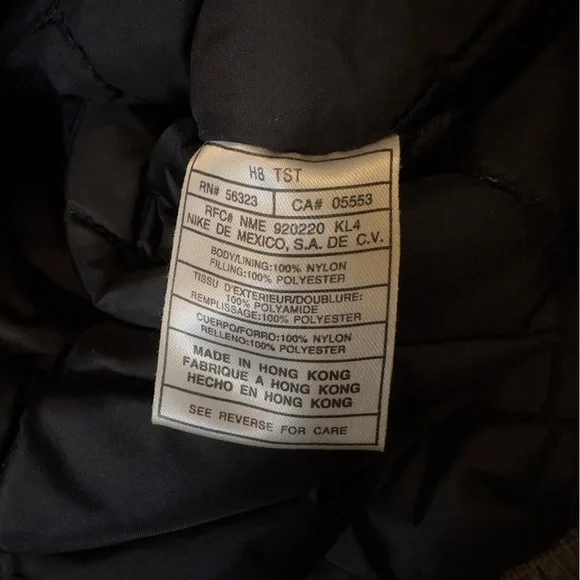 H8 TST
RN# 56323 CA# 05553
RFC# NME 920220 KL4
NIKE DE MEXICO, S.A. DE C.V.
BODY/LINING:100% NYLON
FILLING:100% POLYESTER
TISSU D'EXTERIEUR/DOUBLURE:
100% POLYAMIDE
REMPLISSAGE:100% POLYESTER
CUERPO/FORRO:100% NYLON
RELLENO:100% POLYESTER
MADE IN HONG KONG
FABRIQUE A HONG KONG
HECHO EN HONG KONG
SEE REVERSE FOR CARE